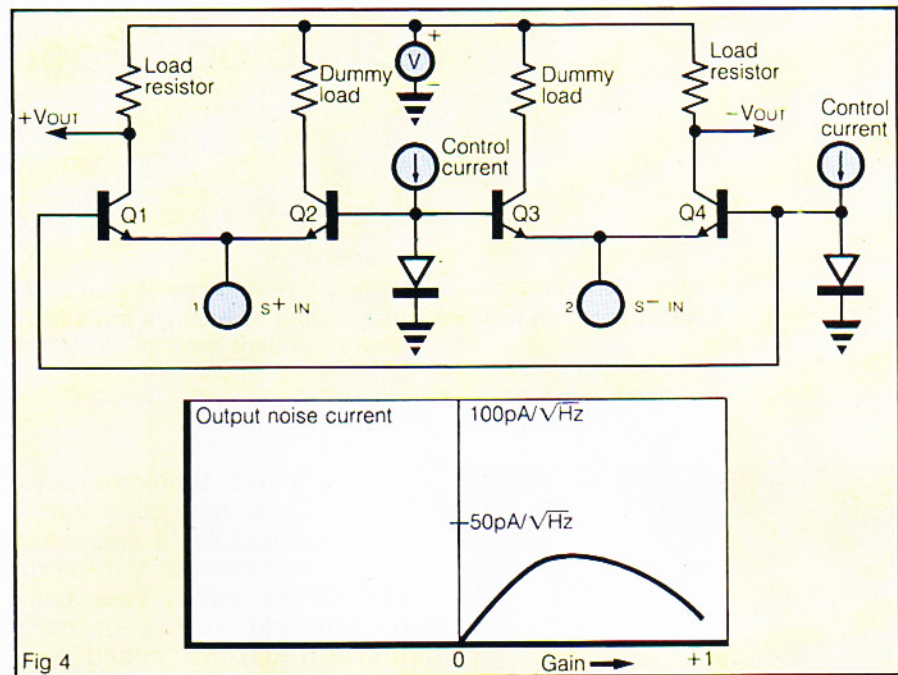 +
V
−
Load
resistor
Dummy
load
Dummy
load
Load
resistor
+VOUT
−VOUT
Control
current
Control
current
Q1
Q2
Q3
Q4
1
S+ IN
2
S− IN
Output noise current
100pA/√Hz
50pA/√Hz
0
Gain
+1
Fig 4